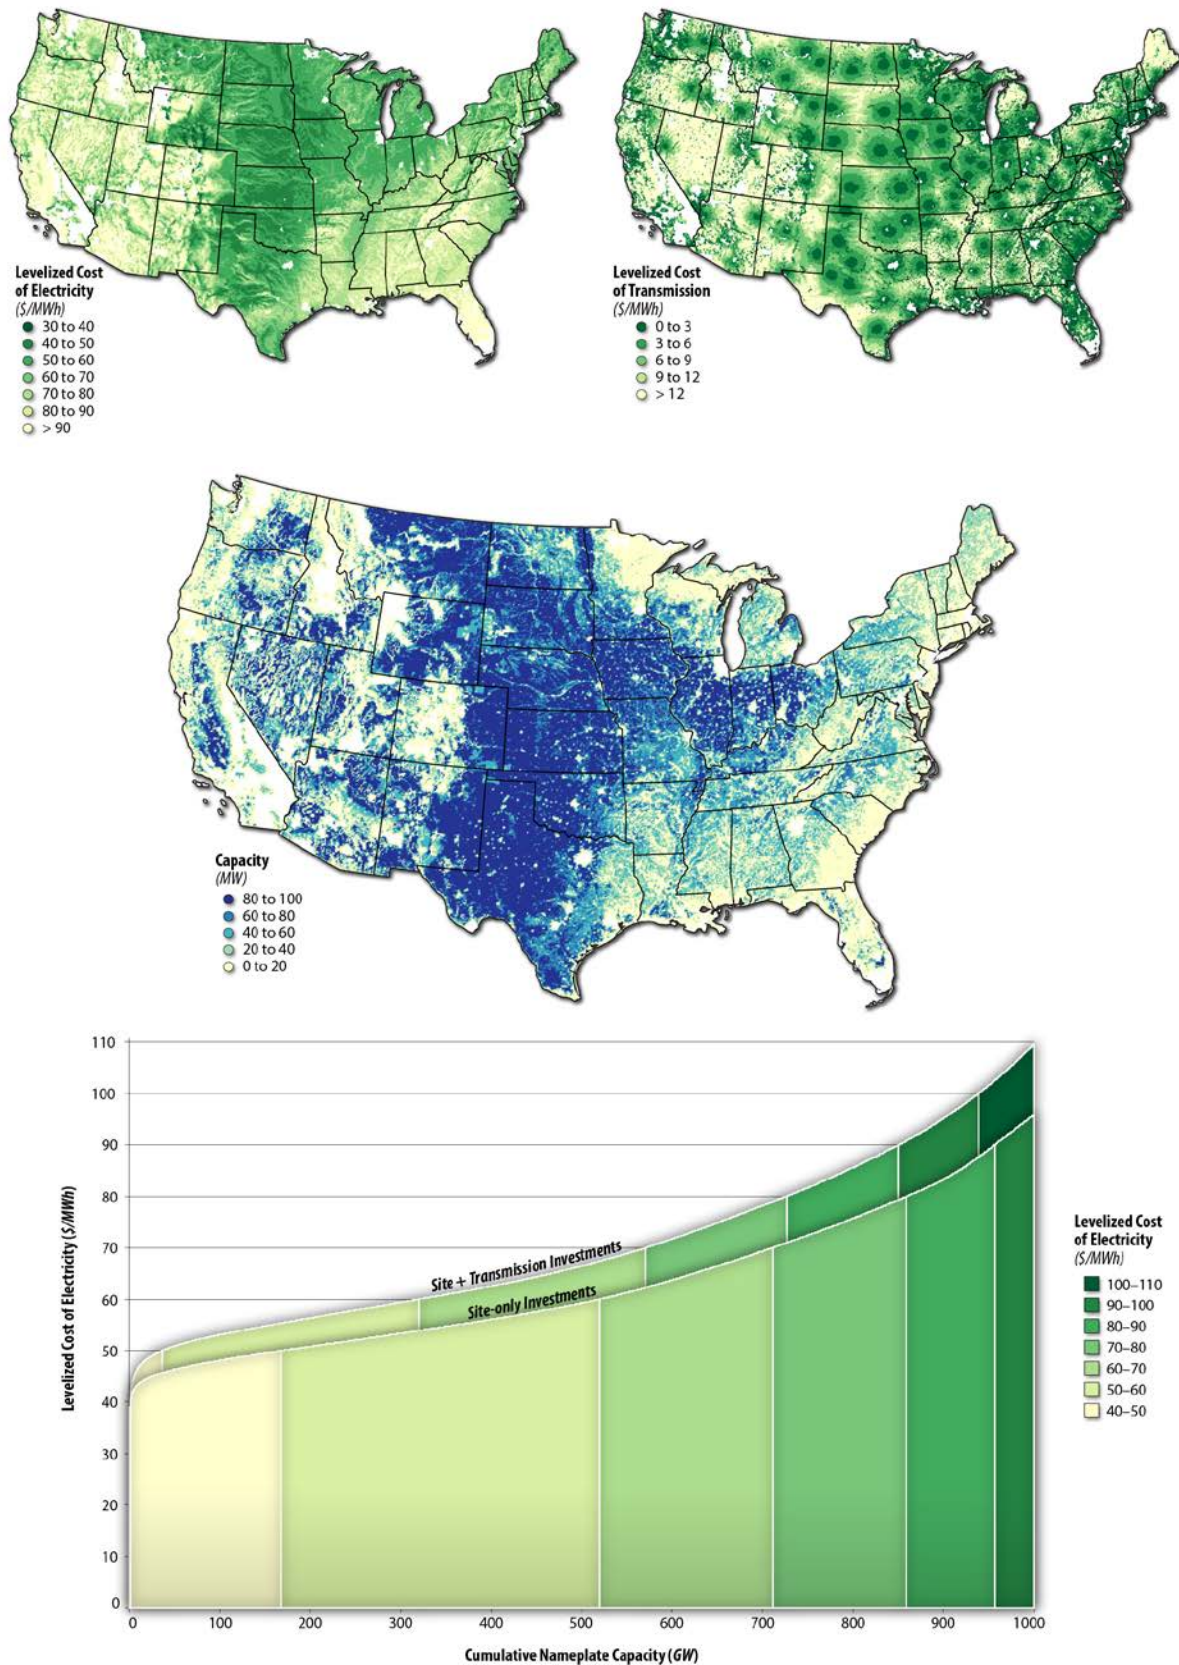 Levelized Cost
of Electricity
($/MWh)
30 to 40
40 to 50
50 to 60
60 to 70
70 to 80
80 to 90
> 90
Levelized Cost
of Transmission
($/MWh)
0 to 3
3 to 6
6 to 9
9 to 12
> 12
Capacity
(MW)
80 to 100
60 to 80
40 to 60
20 to 40
0 to 20
110
100
90
80
70
60
50
40
30
20
10
0
Levelized Cost of Electricity ($/MWh)
Site + Transmission Investments
Site-only Investments
0 100 200 300 400 500 600 700 800 900 1000
Cumulative Nameplate Capacity (GW)
Levelized Cost
of Electricity
($/MWh)
100–110
90–100
80–90
70–80
60–70
50–60
40–50